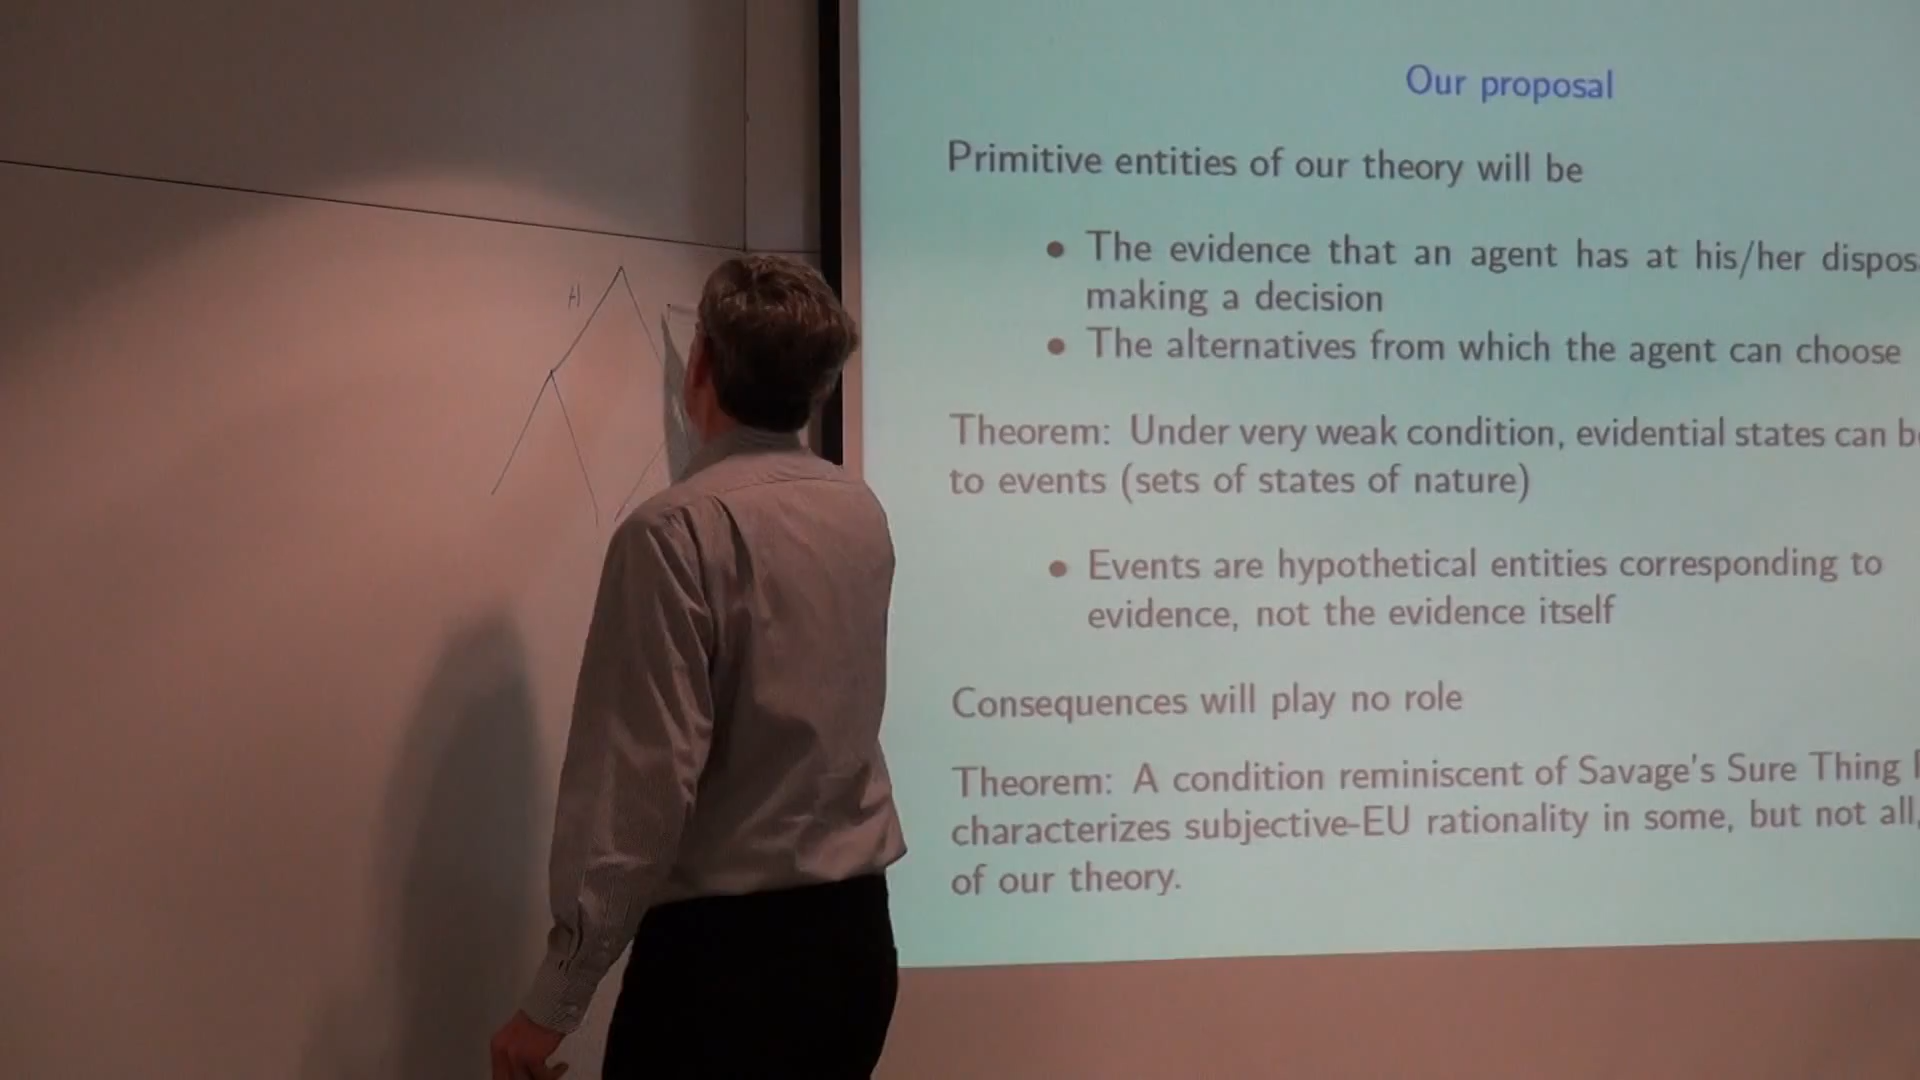 Our proposal
Primitive entities of our theory will be
• The evidence that an agent has at his/her
making a decision
• The alternatives from which the agent can choose
Theorem: Under very weak condition, evidential states can
to events (sets of states of nature)
• Events are hypothetical entities corresponding to
evidence, not the evidence itself
Consequences will play no role
Theorem: A condition reminiscent of Savage's Sure Thing
characterizes subjective-EU rationality in some, but not all,
of our theory.